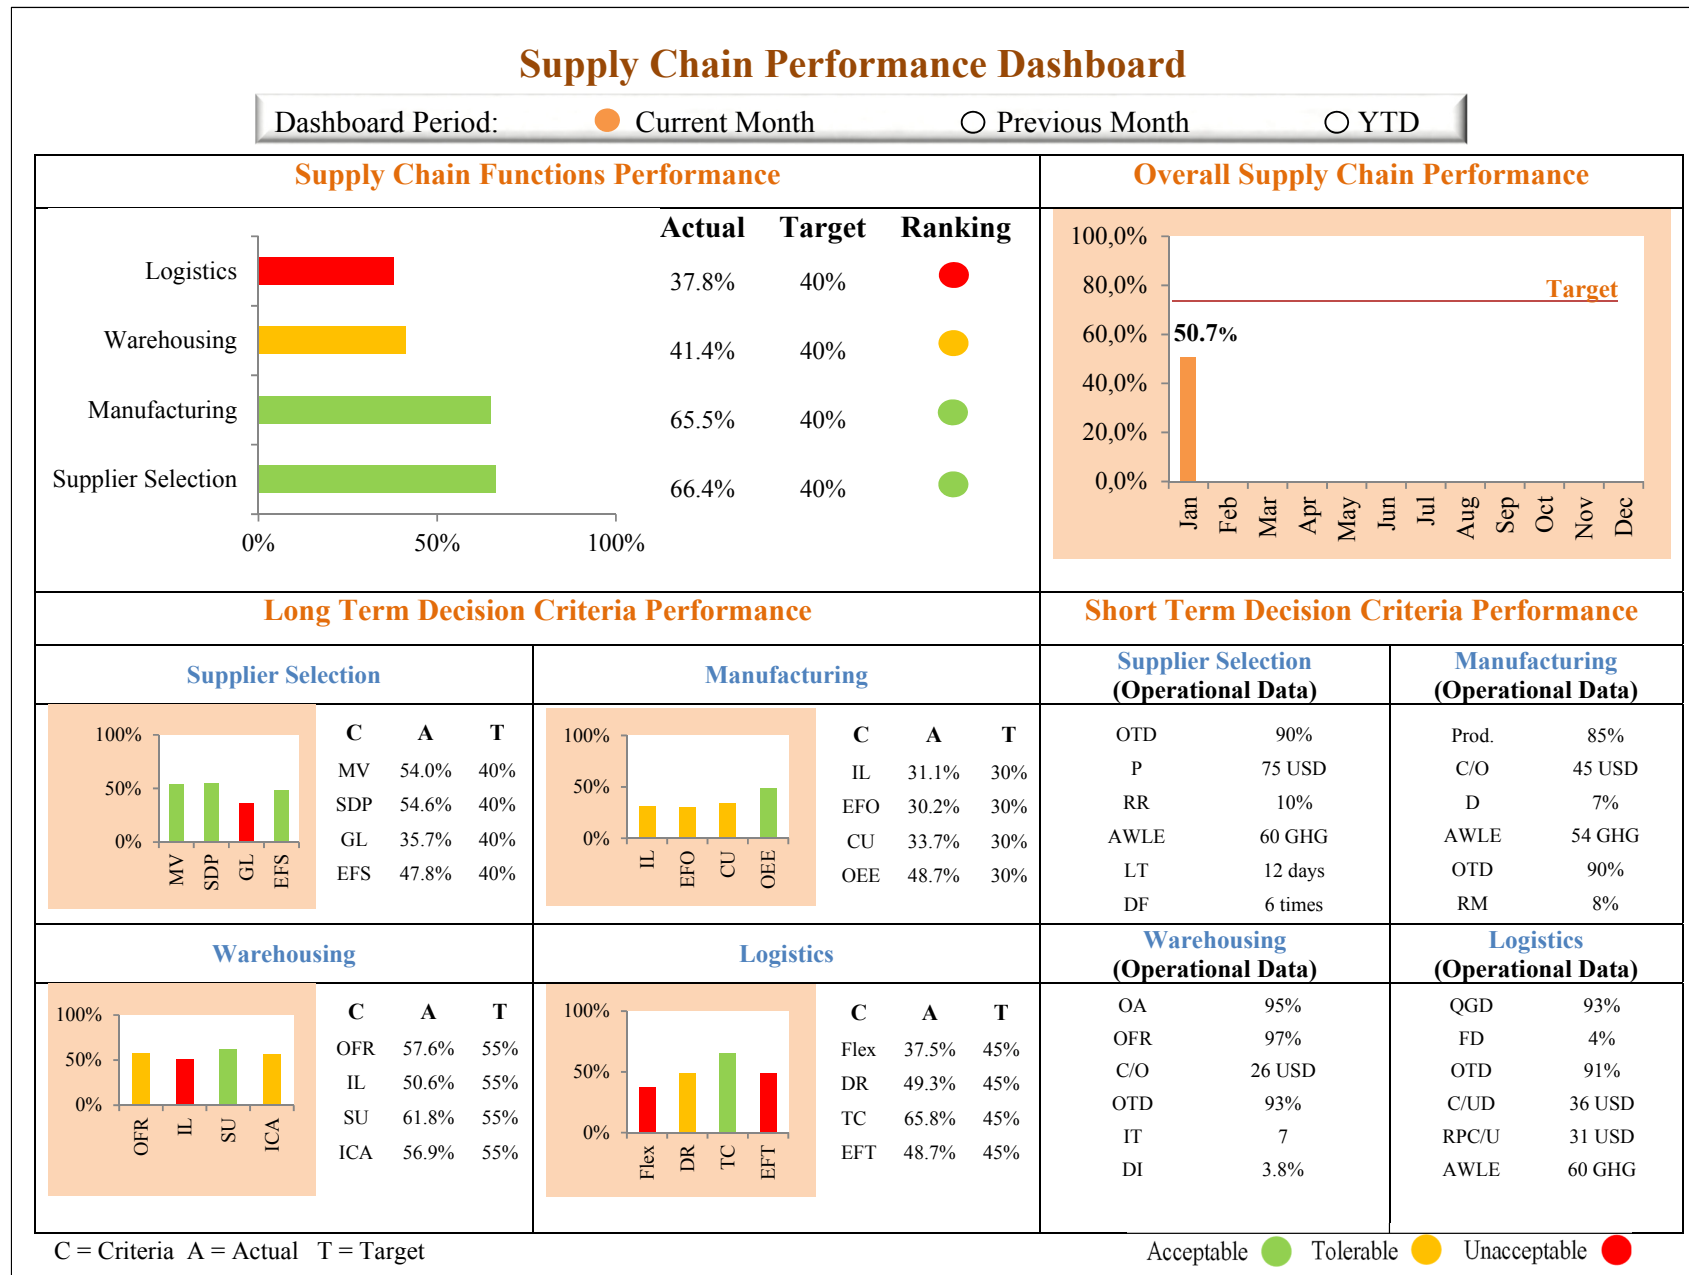 Supply Chain Performance Dashboard
Dashboard Period: Current Month Previous Month YTD
Supply Chain Functions Performance
Actual Target Ranking
Logistics 37.8% 40%
Warehousing 41.4% 40%
Manufacturing 65.5% 40%
Supplier Selection 66.4% 40%
0% 50% 100%
Overall Supply Chain Performance
100,0%
80,0%
60,0%
40,0%
20,0%
0,0%
Target
50.7%
Jan Feb Mar Apr May Jun Jul Aug Sep Oct Nov Dec
Long Term Decision Criteria Performance
Supplier Selection
100%
50%
0%
MV SDP GL EFS
C A T
MV 54.0% 40%
SDP 54.6% 40%
GL 35.7% 40%
EFS 47.8% 40%
Manufacturing
100%
50%
0%
IL EFO CU OEE
C A T
IL 31.1% 30%
EFO 30.2% 30%
CU 33.7% 30%
OEE 48.7% 30%
Warehousing
100%
50%
0%
OFR IL SU ICA
C A T
OFR 57.6% 55%
IL 50.6% 55%
SU 61.8% 55%
ICA 56.9% 55%
Logistics
100%
50%
0%
Flex DR TC EFT
C A T
Flex 37.5% 45%
DR 49.3% 45%
TC 65.8% 45%
EFT 48.7% 45%
Short Term Decision Criteria Performance
Supplier Selection
(Operational Data)
OTD 90%
P 75 USD
RR 10%
AWLE 60 GHG
LT 12 days
DF 6 times
Manufacturing
(Operational Data)
Prod. 85%
C/O 45 USD
D 7%
AWLE 54 GHG
OTD 90%
RM 8%
Warehousing
(Operational Data)
OA 95%
OFR 97%
C/O 26 USD
OTD 93%
IT 7
DI 3.8%
Logistics
(Operational Data)
QGD 93%
FD 4%
OTD 91%
C/UD 36 USD
RPC/U 31 USD
AWLE 60 GHG
C = Criteria A = Actual T = Target
Acceptable Tolerable Unacceptable